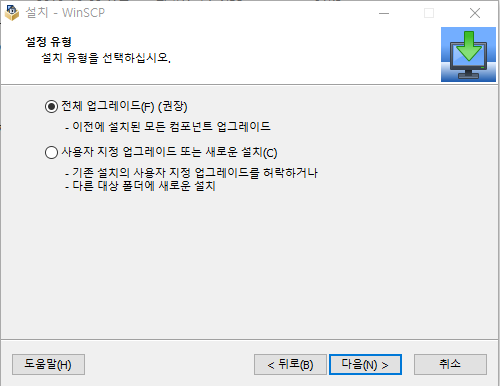 설치 - WinSCP
설정 유형
설치 유형을 선택하십시오.
전체 업그레이드(F) (권장)
- 이전에 설치된 모든 컴포넌트 업그레이드
사용자 지정 업그레이드 또는 새로운 설치(C)
- 기존 설치의 사용자 지정 업그레이드를 허락하거나
- 다른 대상 폴더에 새로운 설치
도움말(H)
< 뒤로(B)
다음(N) >
취소